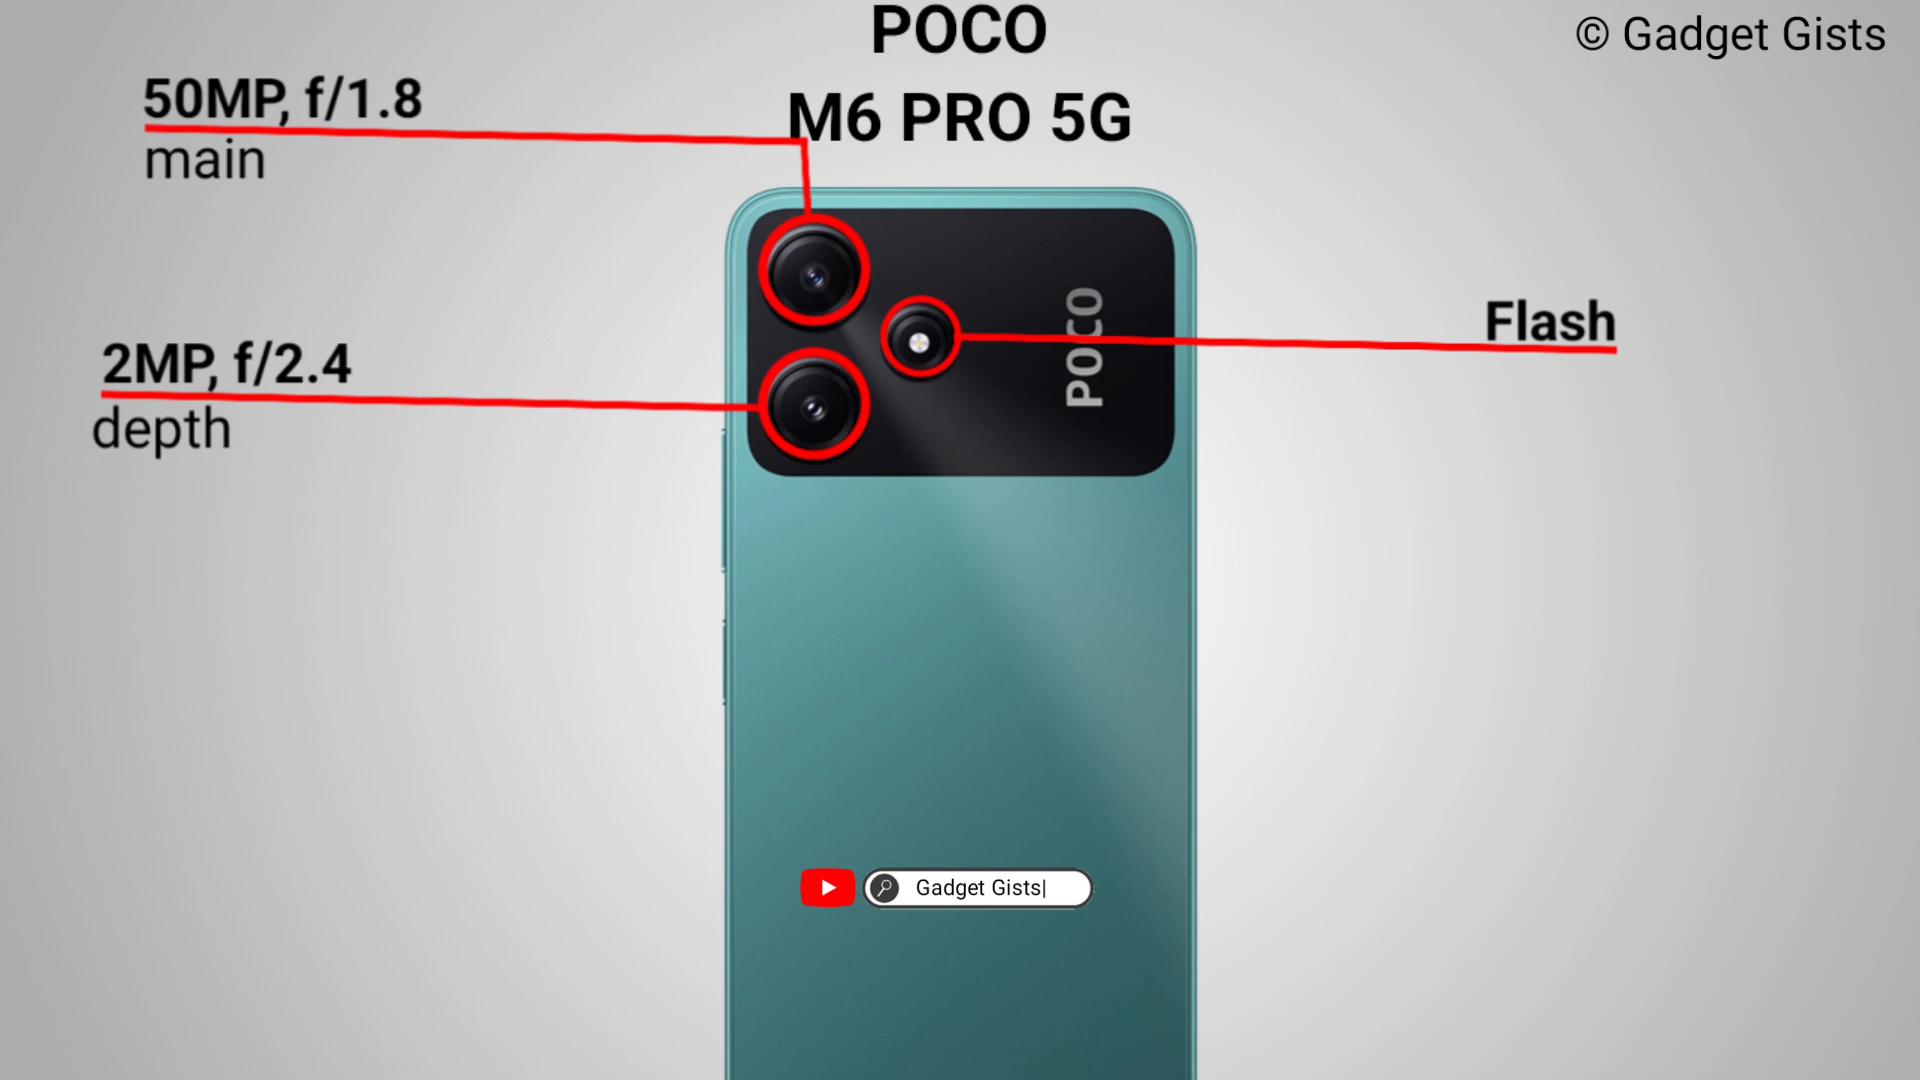 POCO
M6 PRO 5G
© Gadget Gists
50MP, f/1.8
main
2MP, f/2.4
depth
Flash
POCO
Gadget Gists|